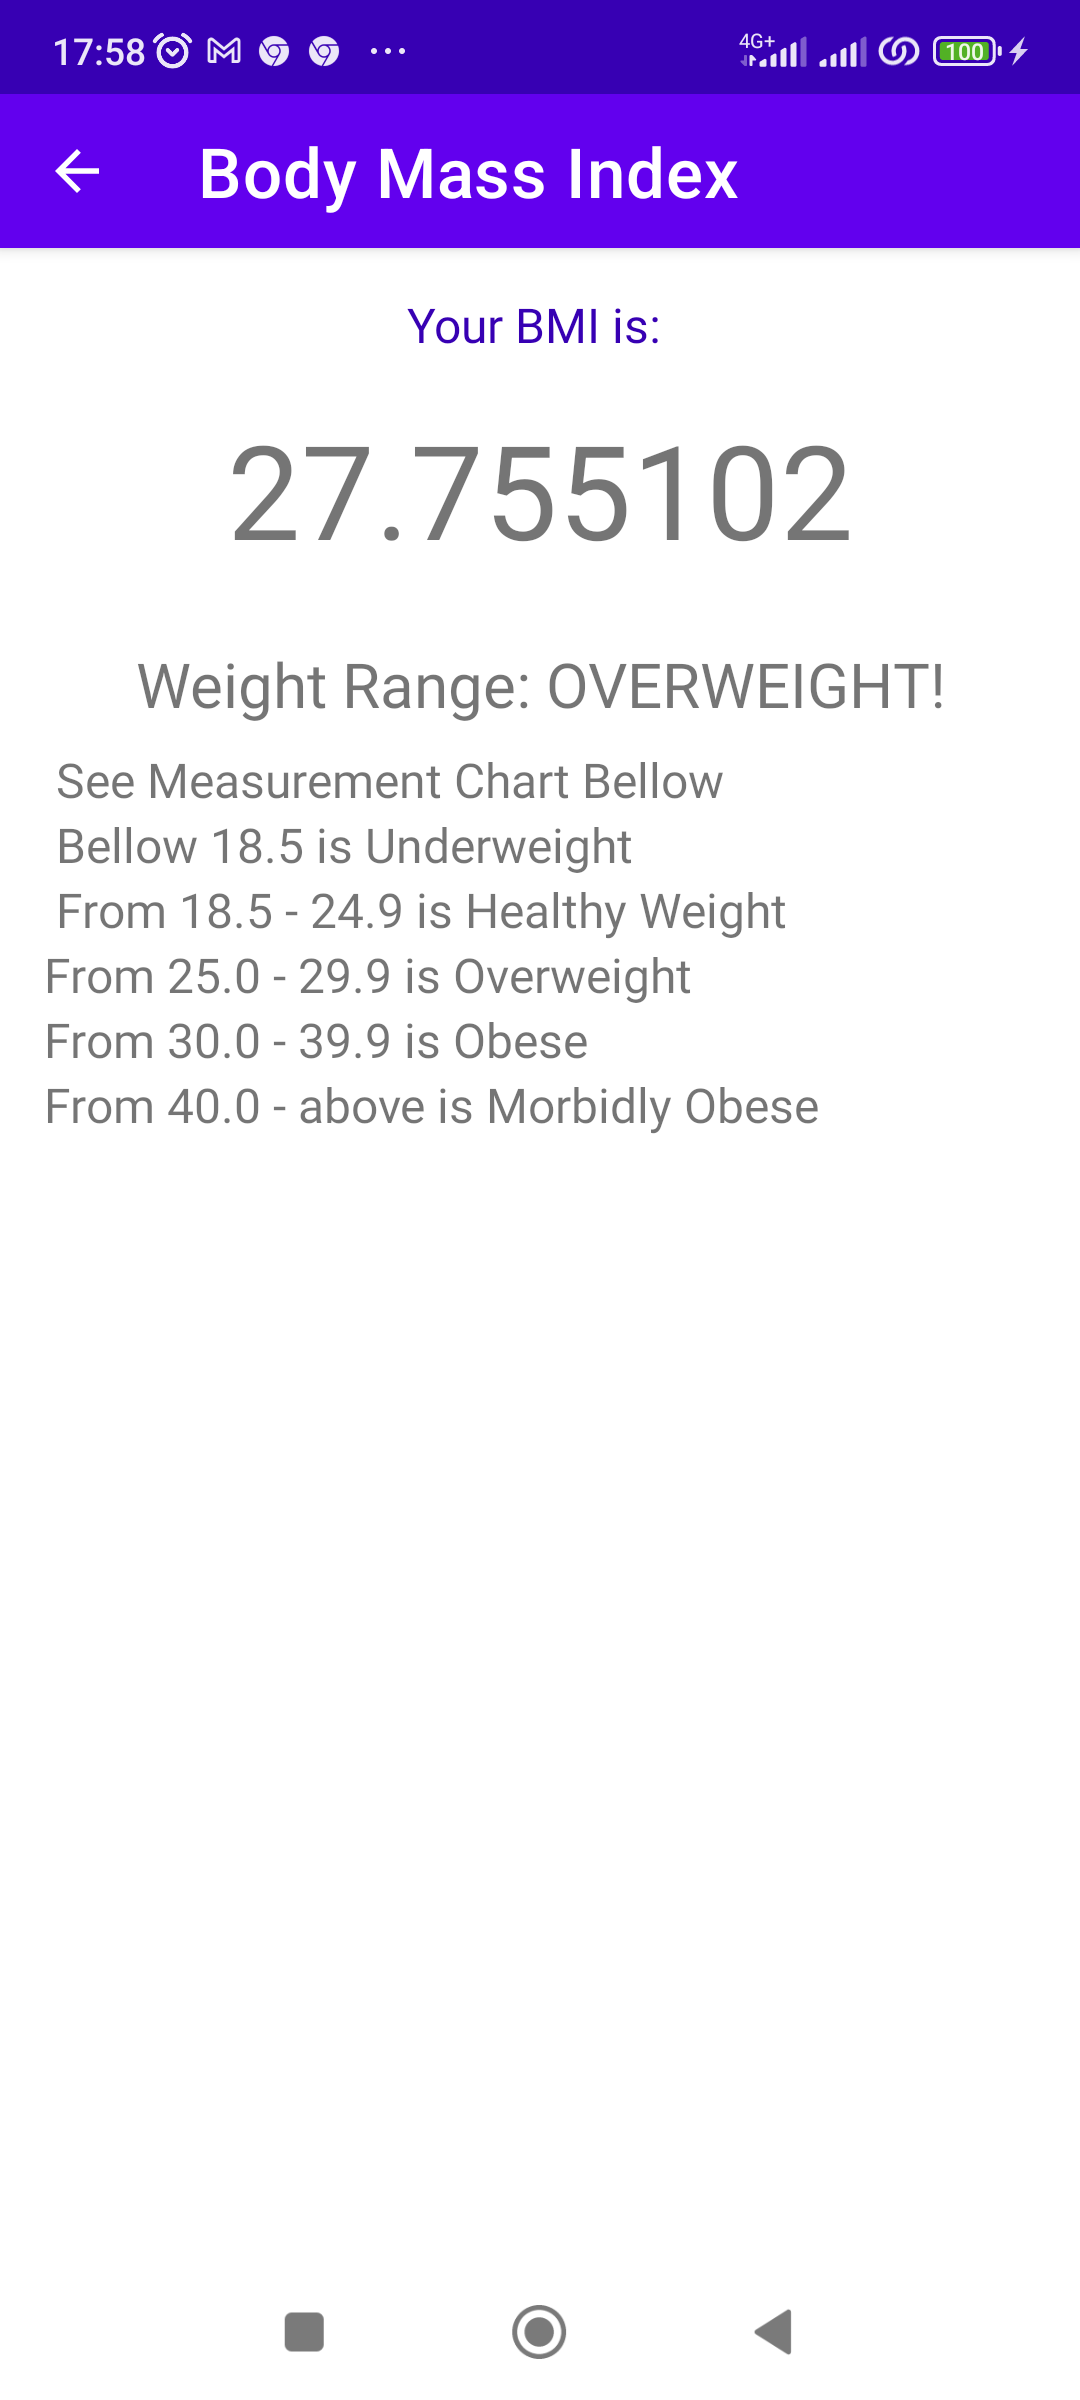 17:58
4G+
100
Body Mass Index
Your BMI is:
27.755102
Weight Range: OVERWEIGHT!
See Measurement Chart Bellow
Bellow 18.5 is Underweight
From 18.5 - 24.9 is Healthy Weight
From 25.0 - 29.9 is Overweight
From 30.0 - 39.9 is Obese
From 40.0 - above is Morbidly Obese